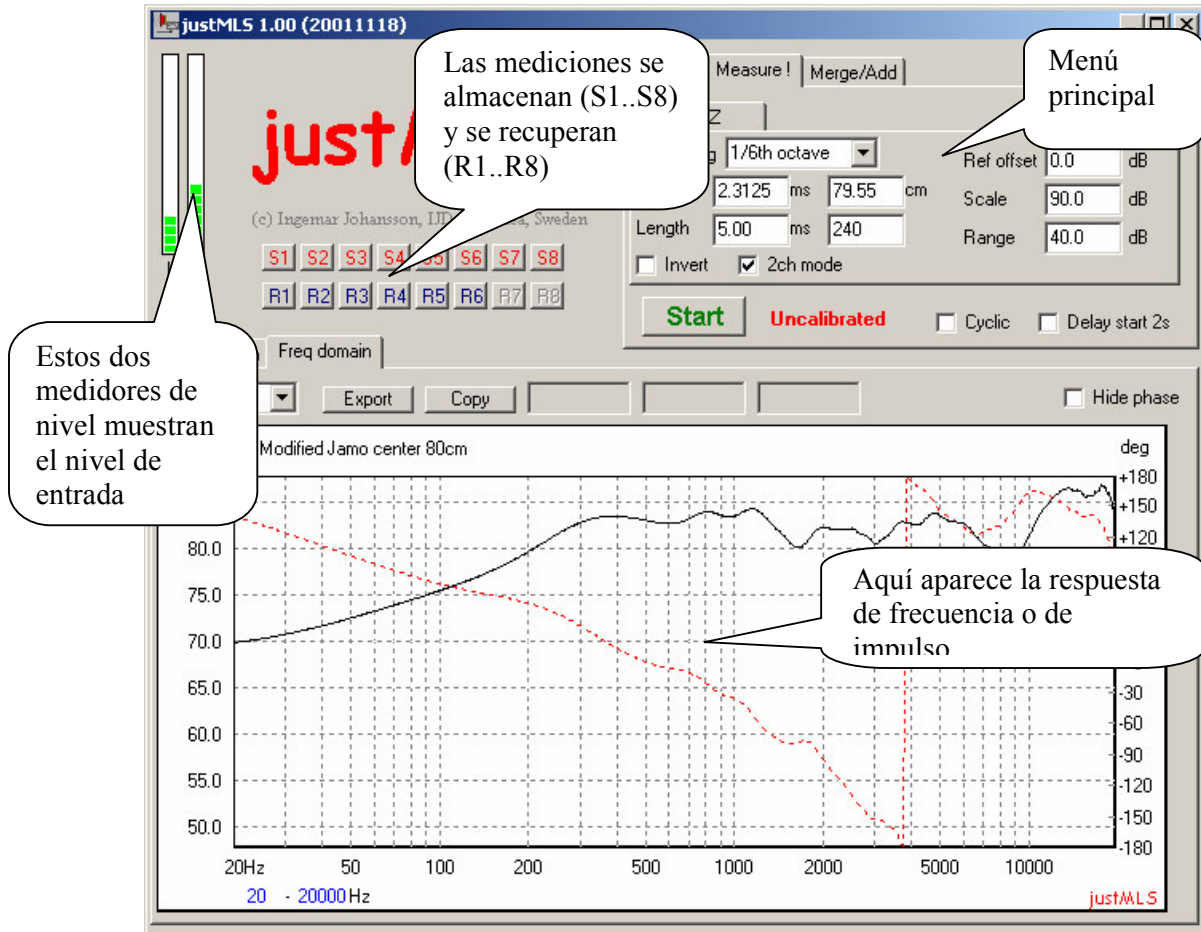 justMLS 1.00 (20011118)
Las mediciones se
almacenan (S1..S8)
y se recuperan
(R1..R8)
Measure ! Merge/Add
Menú
principal
Z
just
1/6th octave
Ref offset 0.0 dB
2.3125 ms 79.55 cm
Scale 90.0 dB
(c) Ingemar Johansson, Sweden
Length 5.00 ms 240
Range 40.0 dB
S1 S2 S3 S4 S5 S6 S7 S8
Invert 2ch mode
R1 R2 R3 R4 R5 R6 R7 R8
Start Uncalibrated Cyclic Delay start 2s
Estos dos
medidores de
nivel muestran
el nivel de
entrada
Freq domain
Export Copy Hide phase
Modified Jamo center 80cm deg
+180
+150
80.0 +120
Aquí aparece la respuesta
de frecuencia o de
impulso
75.0
70.0
65.0
-30
60.0
-60
-90
55.0
-120
50.0
-150
-180
20Hz 50 100 200 500 1000 2000 5000 10000
20 - 20000 Hz justMLS